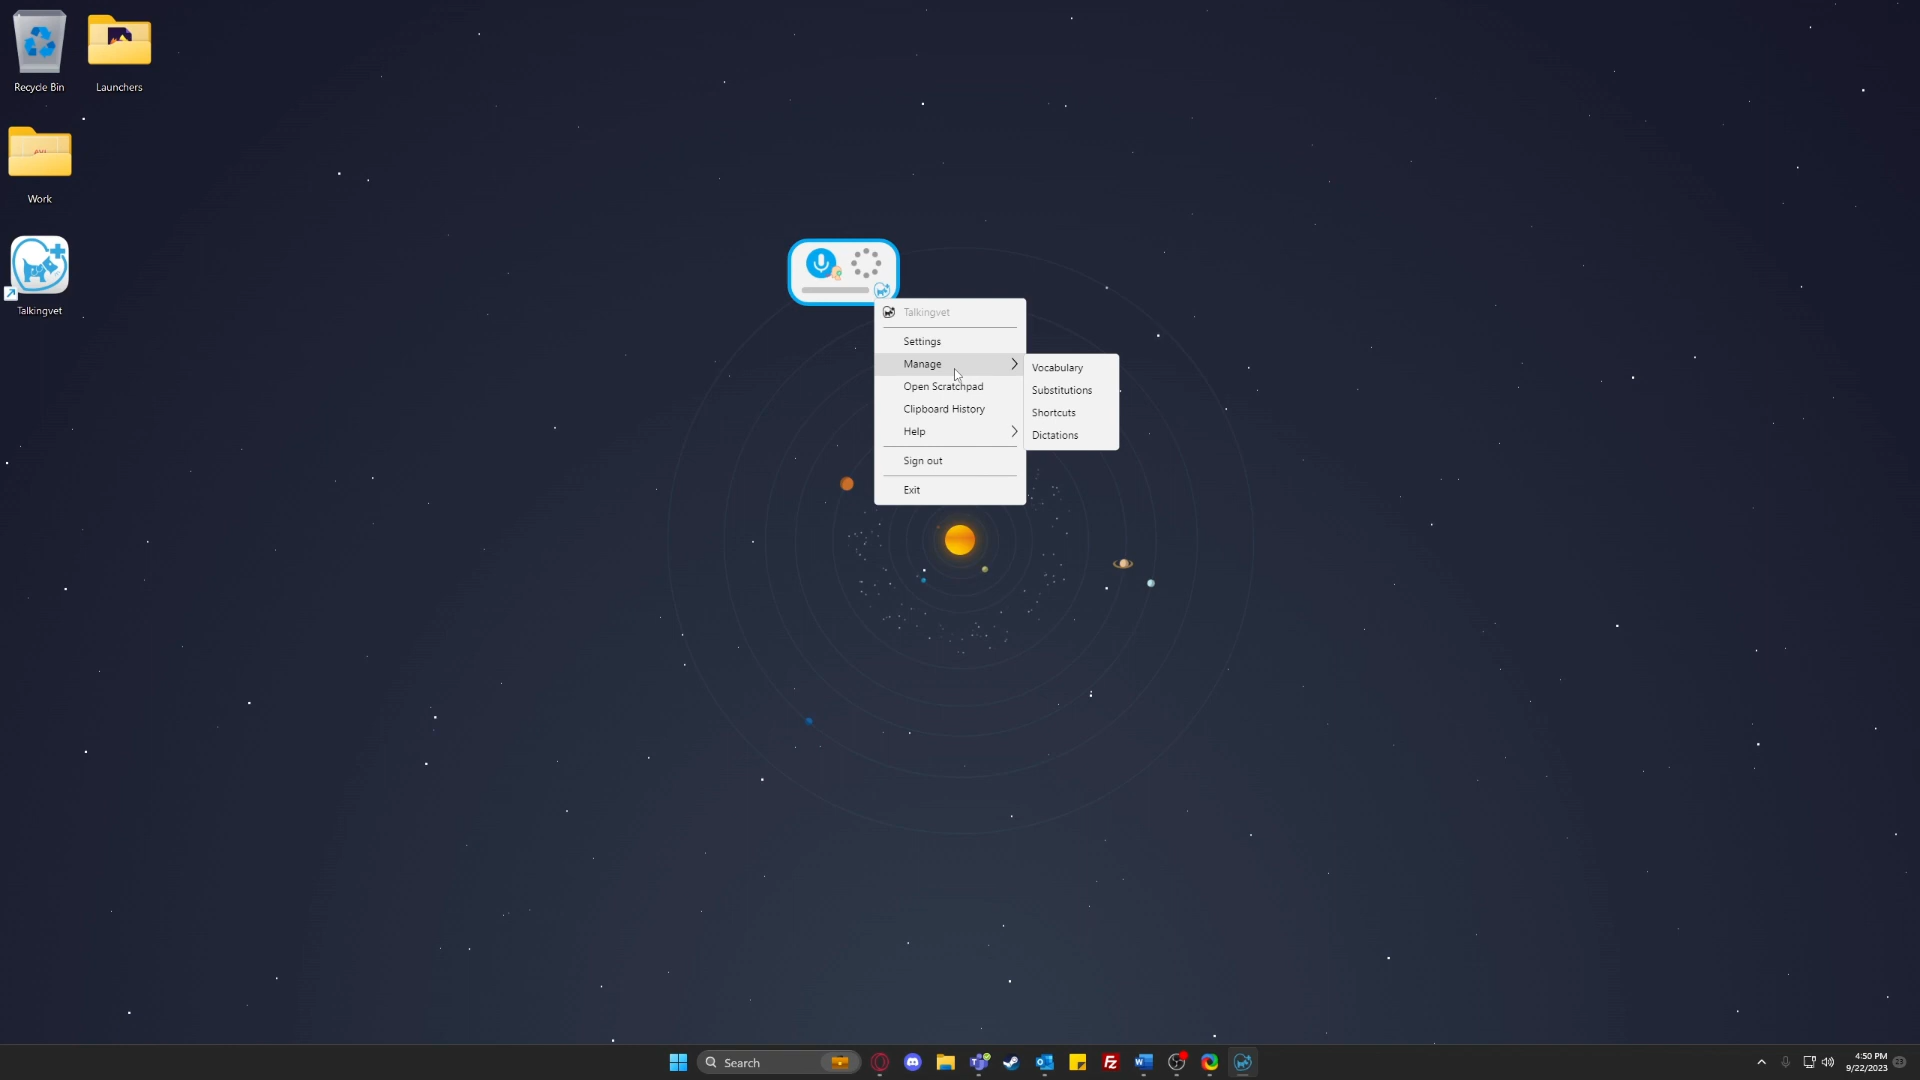 Recycle Bin
Launchers
Work
Talkingvet
Talkingvet
Settings
Manage
Open Scratchpad
Clipboard History
Help
Sign out
Exit
Vocabulary
Substitutions
Shortcuts
Dictations
Search
4:50 PM
9/22/2023